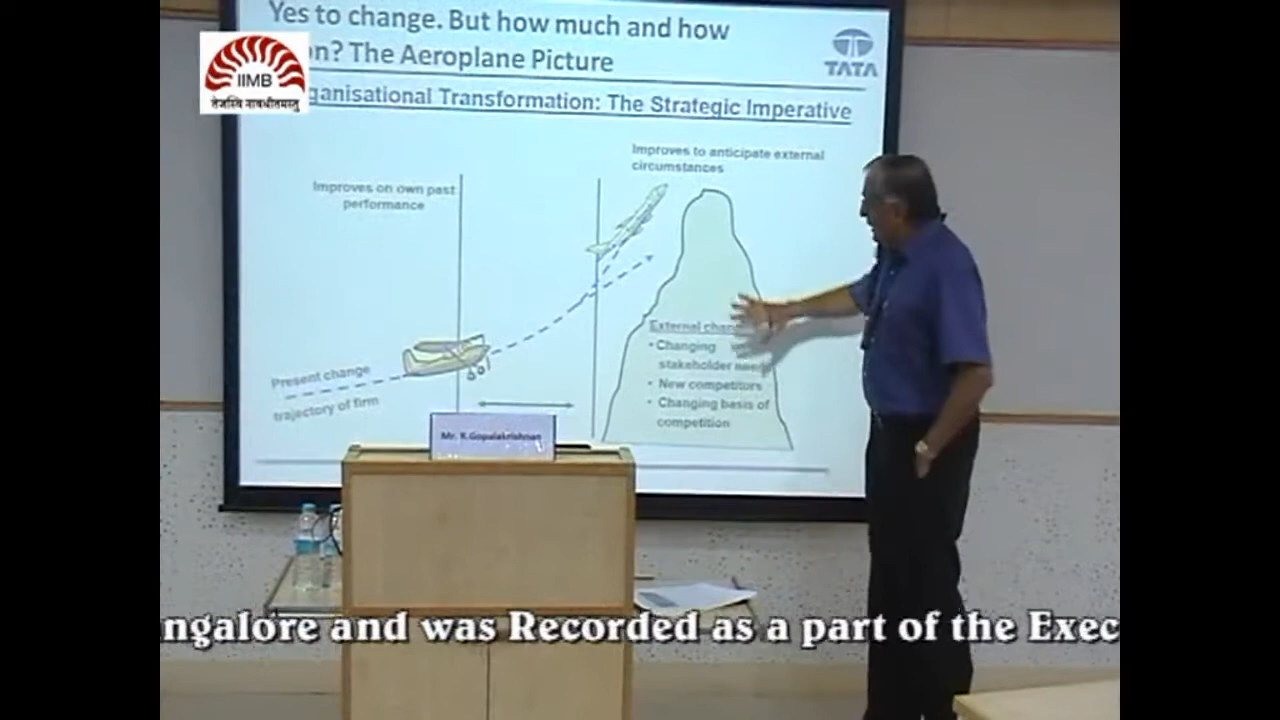 Yes to change. But how much and how
on? The Aeroplane Picture
TATA
IIMB
तेजस्वि नावधीतमस्तु
ganisational Transformation: The Strategic Imperative
Improves to anticipate external
circumstances
Improves on own past
performance
External chan
• Changing
stakeholder needs
• New competitors
• Changing basis of
competition
Present change
trajectory of firm
Mr. R.Gopalakrishnan
ngalore and was Recorded as a part of the Exec